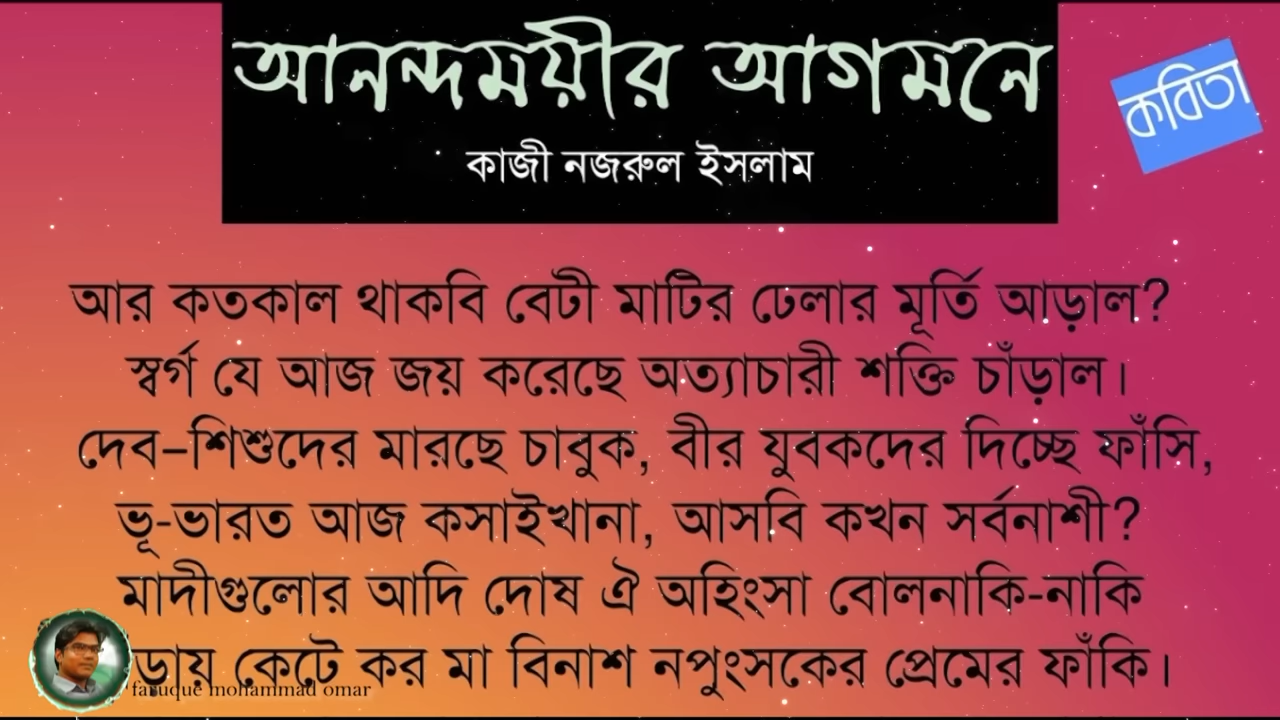 আনন্দময়ীর আগমনে
কবিতা
কাজী নজরুল ইসলাম
আর কতকাল থাকবি বেটী মাটির ঢেলার মূর্তি আড়াল?
স্বর্গ যে আজ জয় করেছে অত্যাচারী শক্তি চাঁড়াল।
দেব–শিশুদের মারছে চাবুক, বীর যুবকদের দিচ্ছে ফাঁসি,
ভূ-ভারত আজ কসাইখানা, আসবি কখন সর্বনাশী?
মাদীগুলোর আদি দোষ ঐ অহিংসা বোলনাকি-নাকি
কেটে কর মা বিনাশ নপুংসকের প্রেমের ফাঁকি।
faruque mohammad omar